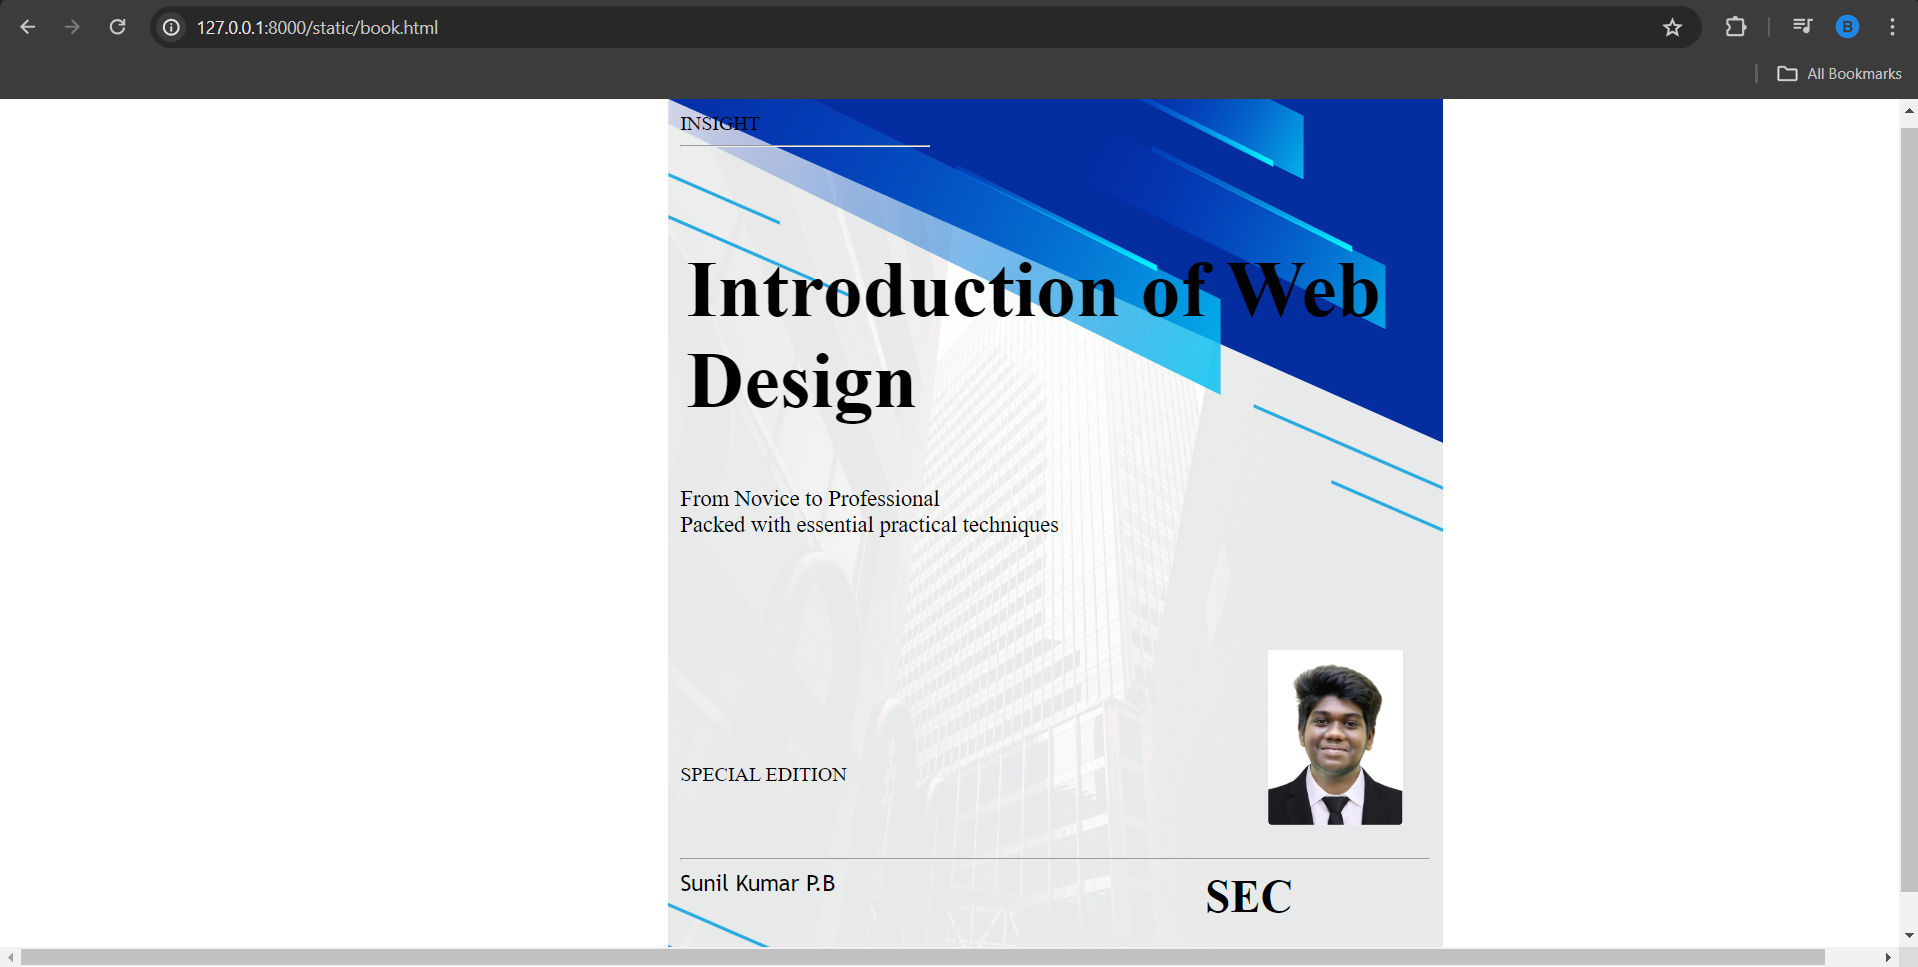 127.0.0.1:8000/static/book.html
B
All Bookmarks
INSIGHT
Introduction of Web
Design
From Novice to Professional
Packed with essential practical techniques
SPECIAL EDITION
Sunil Kumar P.B
SEC